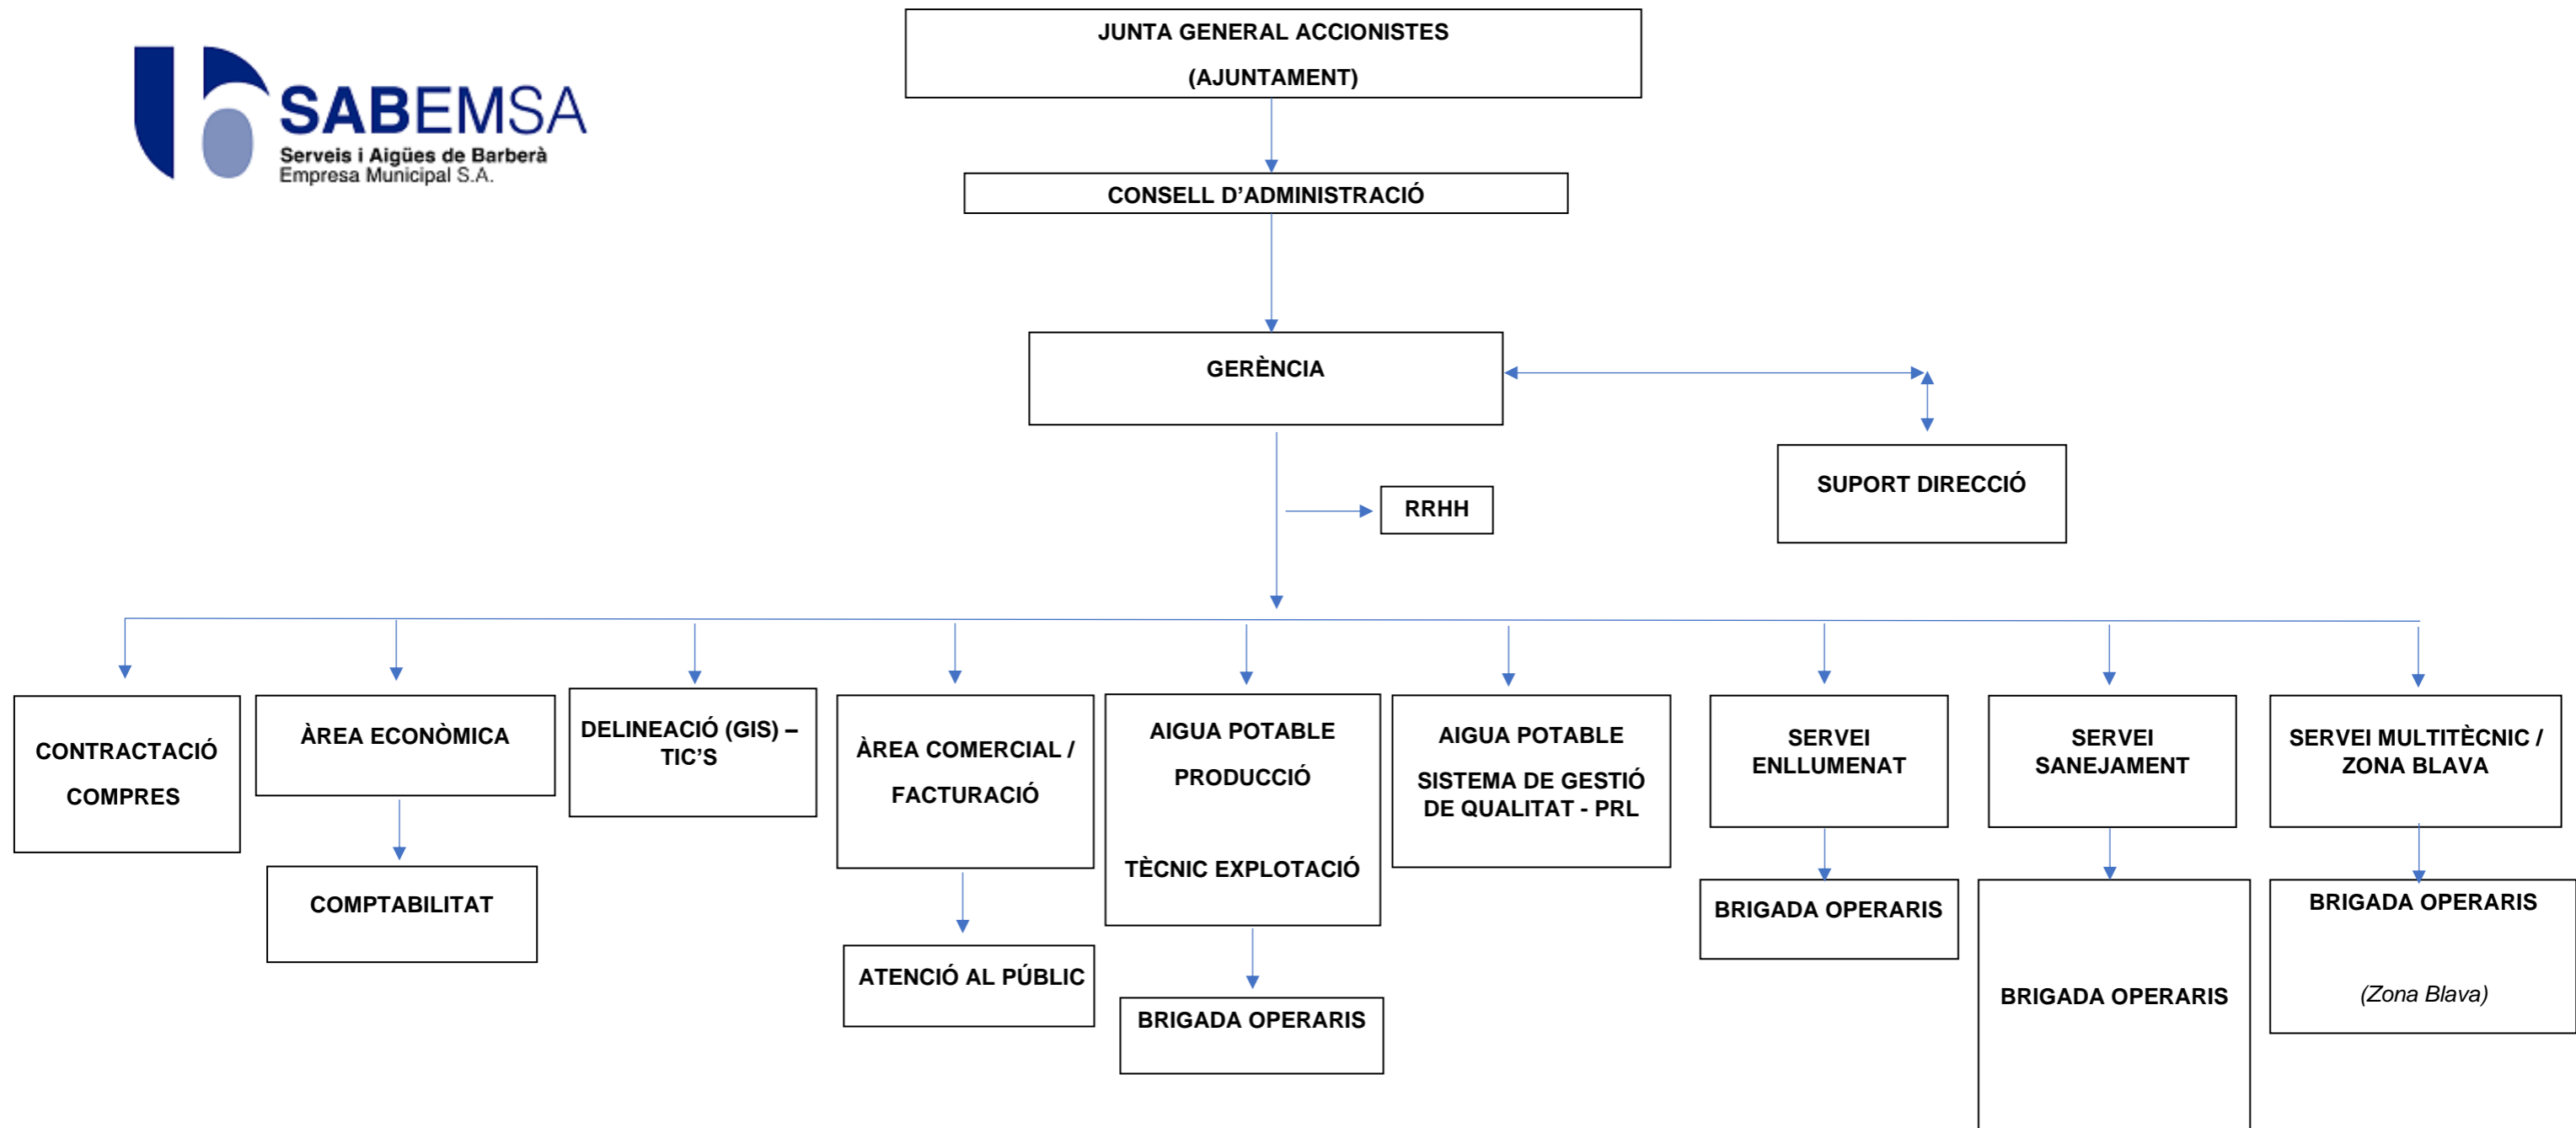 SABEMSA
Serveis i Aigües de Barberà
Empresa Municipal S.A.
JUNTA GENERAL ACCIONISTES
(AJUNTAMENT)
CONSELL D’ADMINISTRACIÓ
GERÈNCIA
SUPORT DIRECCIÓ
RRHH
CONTRACTACIÓ
COMPRES
ÀREA ECONÒMICA
COMPTABILITAT
DELINEACIÓ (GIS) –
TIC’S
ÀREA COMERCIAL /
FACTURACIÓ
ATENCIÓ AL PÚBLIC
AIGUA POTABLE
PRODUCCIÓ
TÈCNIC EXPLOTACIÓ
BRIGADA OPERARIS
AIGUA POTABLE
SISTEMA DE GESTIÓ
DE QUALITAT - PRL
SERVEI
ENLLUMENAT
BRIGADA OPERARIS
SERVEI
SANEJAMENT
BRIGADA OPERARIS
SERVEI MULTITÈCNIC /
ZONA BLAVA
BRIGADA OPERARIS
(Zona Blava)